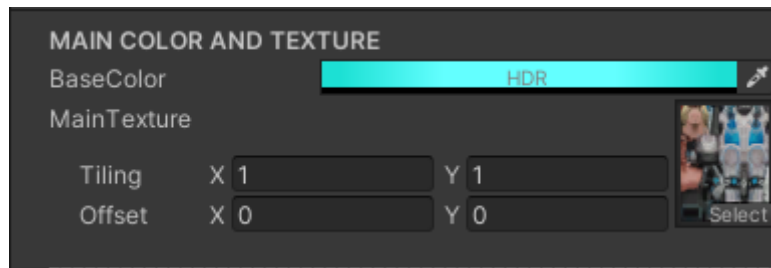 MAIN COLOR AND TEXTURE
BaseColor HDR
MainTexture
Tiling X 1 Y 1
Offset X 0 Y 0 Select